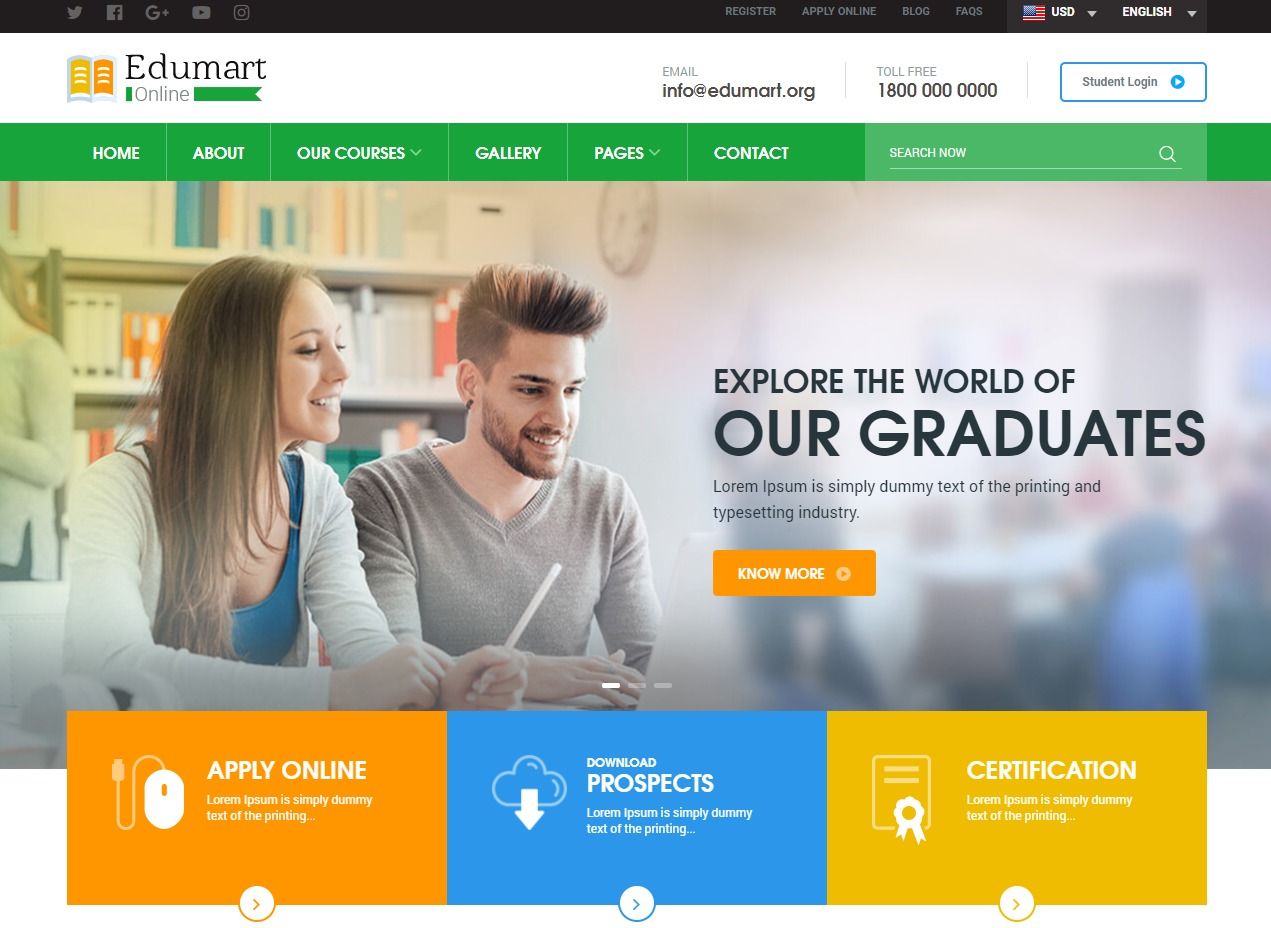 REGISTER APPLY ONLINE BLOG FAQS USD ENGLISH
Edumart
Online
EMAIL
info@edumart.org
TOLL FREE
1800 000 0000
Student Login
HOME ABOUT OUR COURSES GALLERY PAGES CONTACT SEARCH NOW
EXPLORE THE WORLD OF
OUR GRADUATES
Lorem Ipsum is simply dummy text of the printing and
typesetting industry.
KNOW MORE
APPLY ONLINE
Lorem Ipsum is simply dummy
text of the printing...
DOWNLOAD
PROSPECTS
Lorem Ipsum is simply dummy
text of the printing...
CERTIFICATION
Lorem Ipsum is simply dummy
text of the printing...